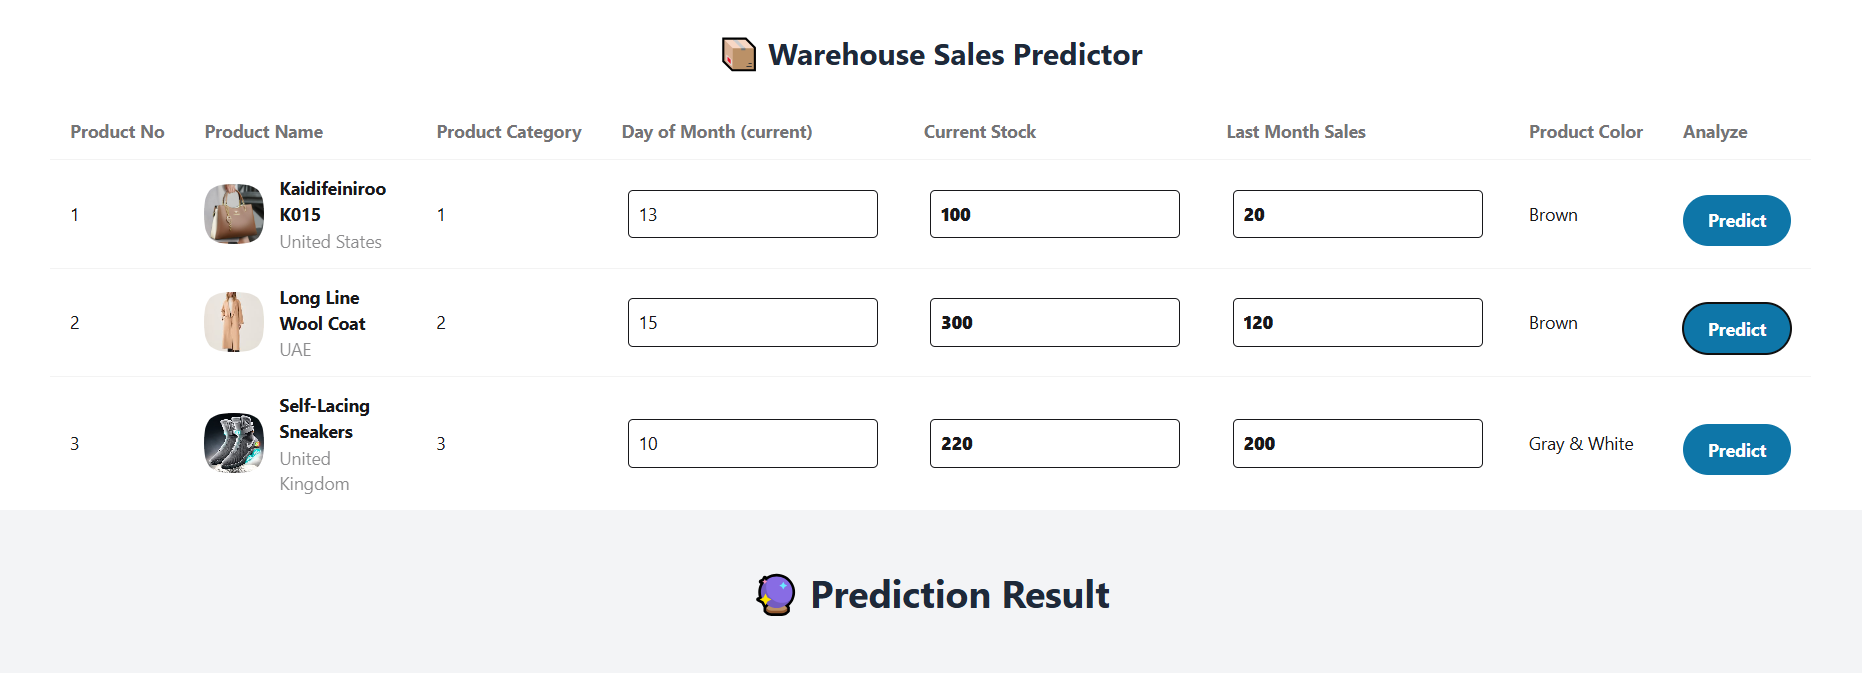 Warehouse Sales Predictor
Product No Product Name Product Category Day of Month (current) Current Stock Last Month Sales Product Color Analyze
1 Kaidifeiniroo K015 United States 1 13 100 20 Brown Predict
2 Long Line Wool Coat UAE 2 15 300 120 Brown Predict
3 Self-Lacing Sneakers United Kingdom 3 10 220 200 Gray & White Predict
Prediction Result